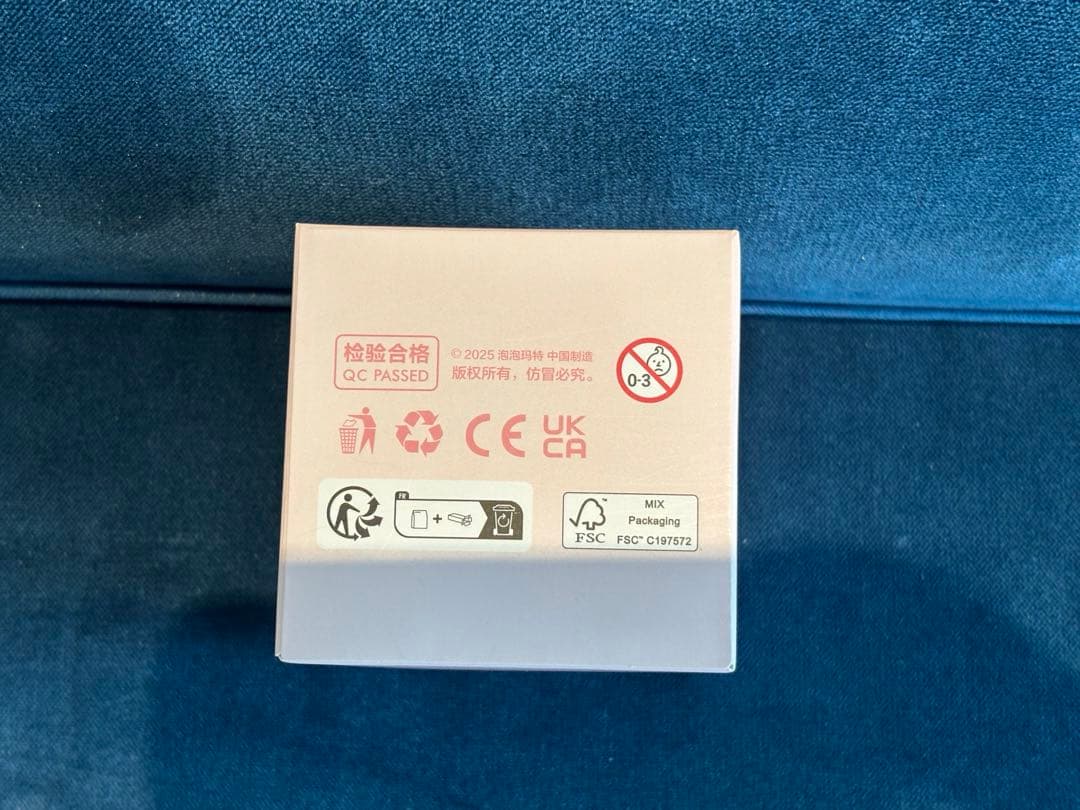 检验合格
QC PASSED
© 2025 泡泡玛特 中国制造
版权所有，仿冒必究。
0-3
CE
UK
CA
FR
+
FSC
MIX
Packaging
FSC™ C197572